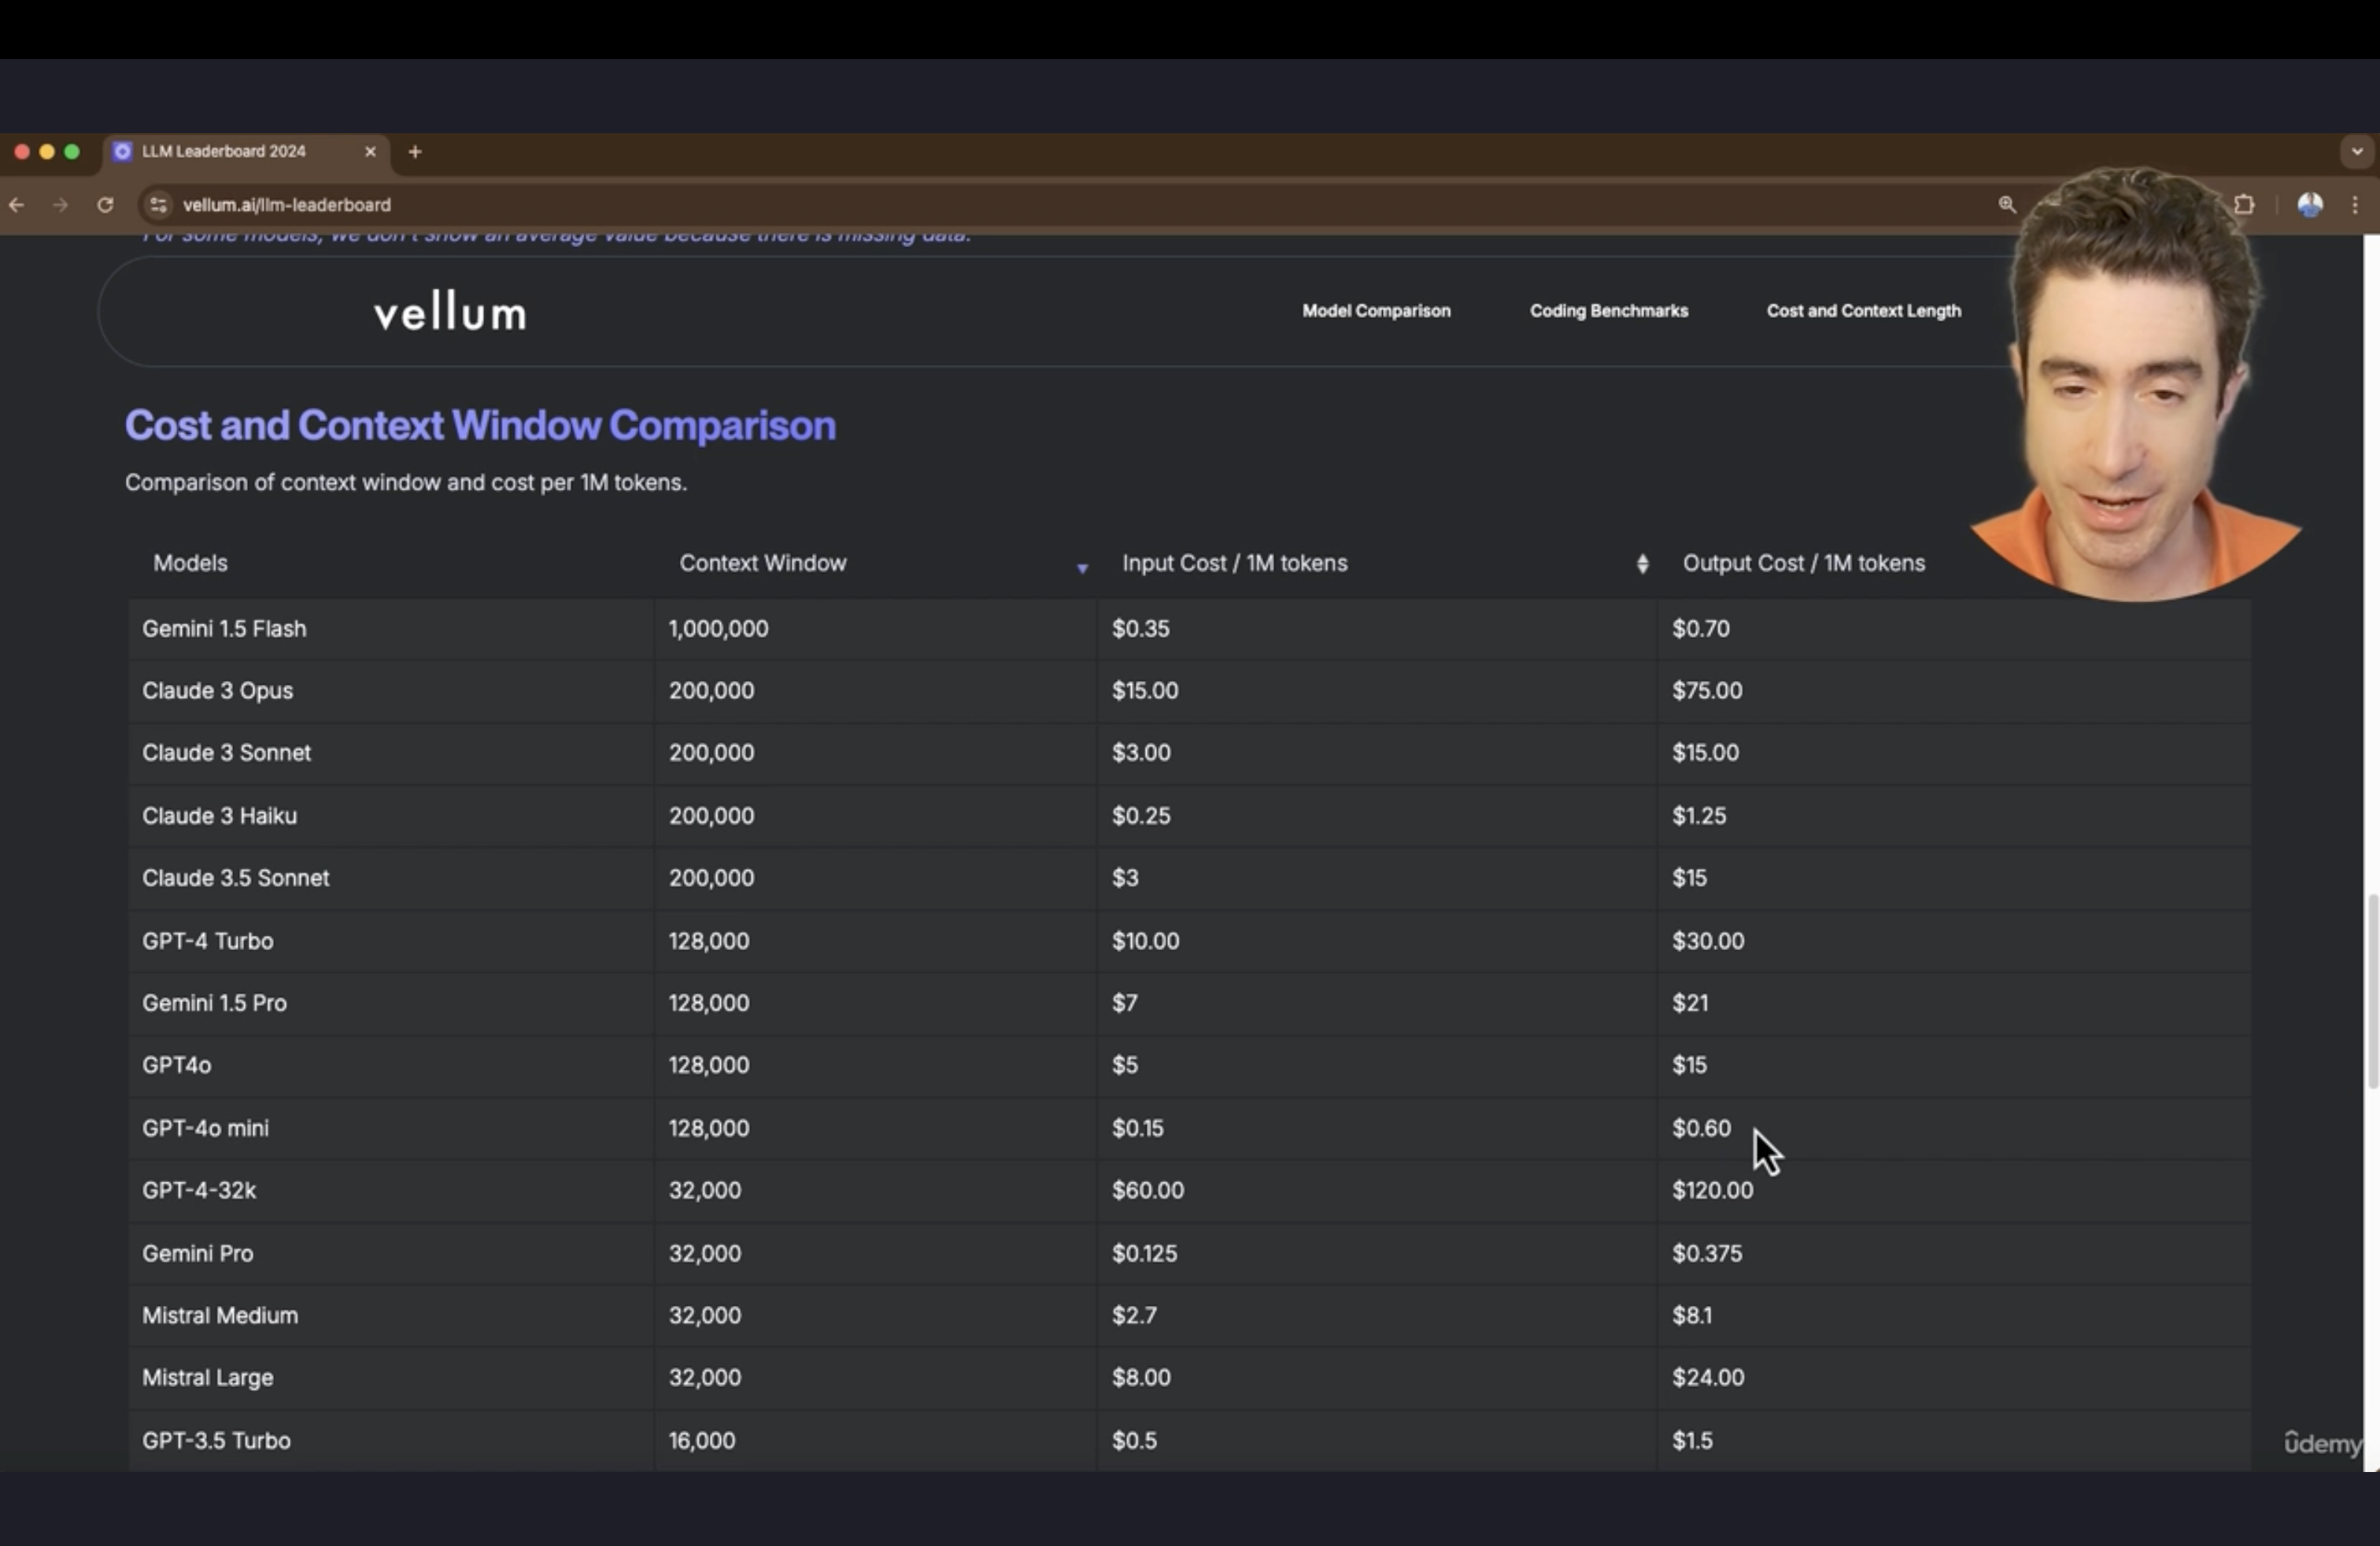 LLM Leaderboard 2024
vellum.ai/llm-leaderboard
For some models, we don't show an average value because there is missing data.
vellum
Model Comparison Coding Benchmarks Cost and Context Length
Cost and Context Window Comparison
Comparison of context window and cost per 1M tokens.
Models Context Window Input Cost / 1M tokens Output Cost / 1M tokens
Gemini 1.5 Flash 1,000,000 $0.35 $0.70
Claude 3 Opus 200,000 $15.00 $75.00
Claude 3 Sonnet 200,000 $3.00 $15.00
Claude 3 Haiku 200,000 $0.25 $1.25
Claude 3.5 Sonnet 200,000 $3 $15
GPT-4 Turbo 128,000 $10.00 $30.00
Gemini 1.5 Pro 128,000 $7 $21
GPT4o 128,000 $5 $15
GPT-4o mini 128,000 $0.15 $0.60
GPT-4-32k 32,000 $60.00 $120.00
Gemini Pro 32,000 $0.125 $0.375
Mistral Medium 32,000 $2.7 $8.1
Mistral Large 32,000 $8.00 $24.00
GPT-3.5 Turbo 16,000 $0.5 $1.5
ûdemy